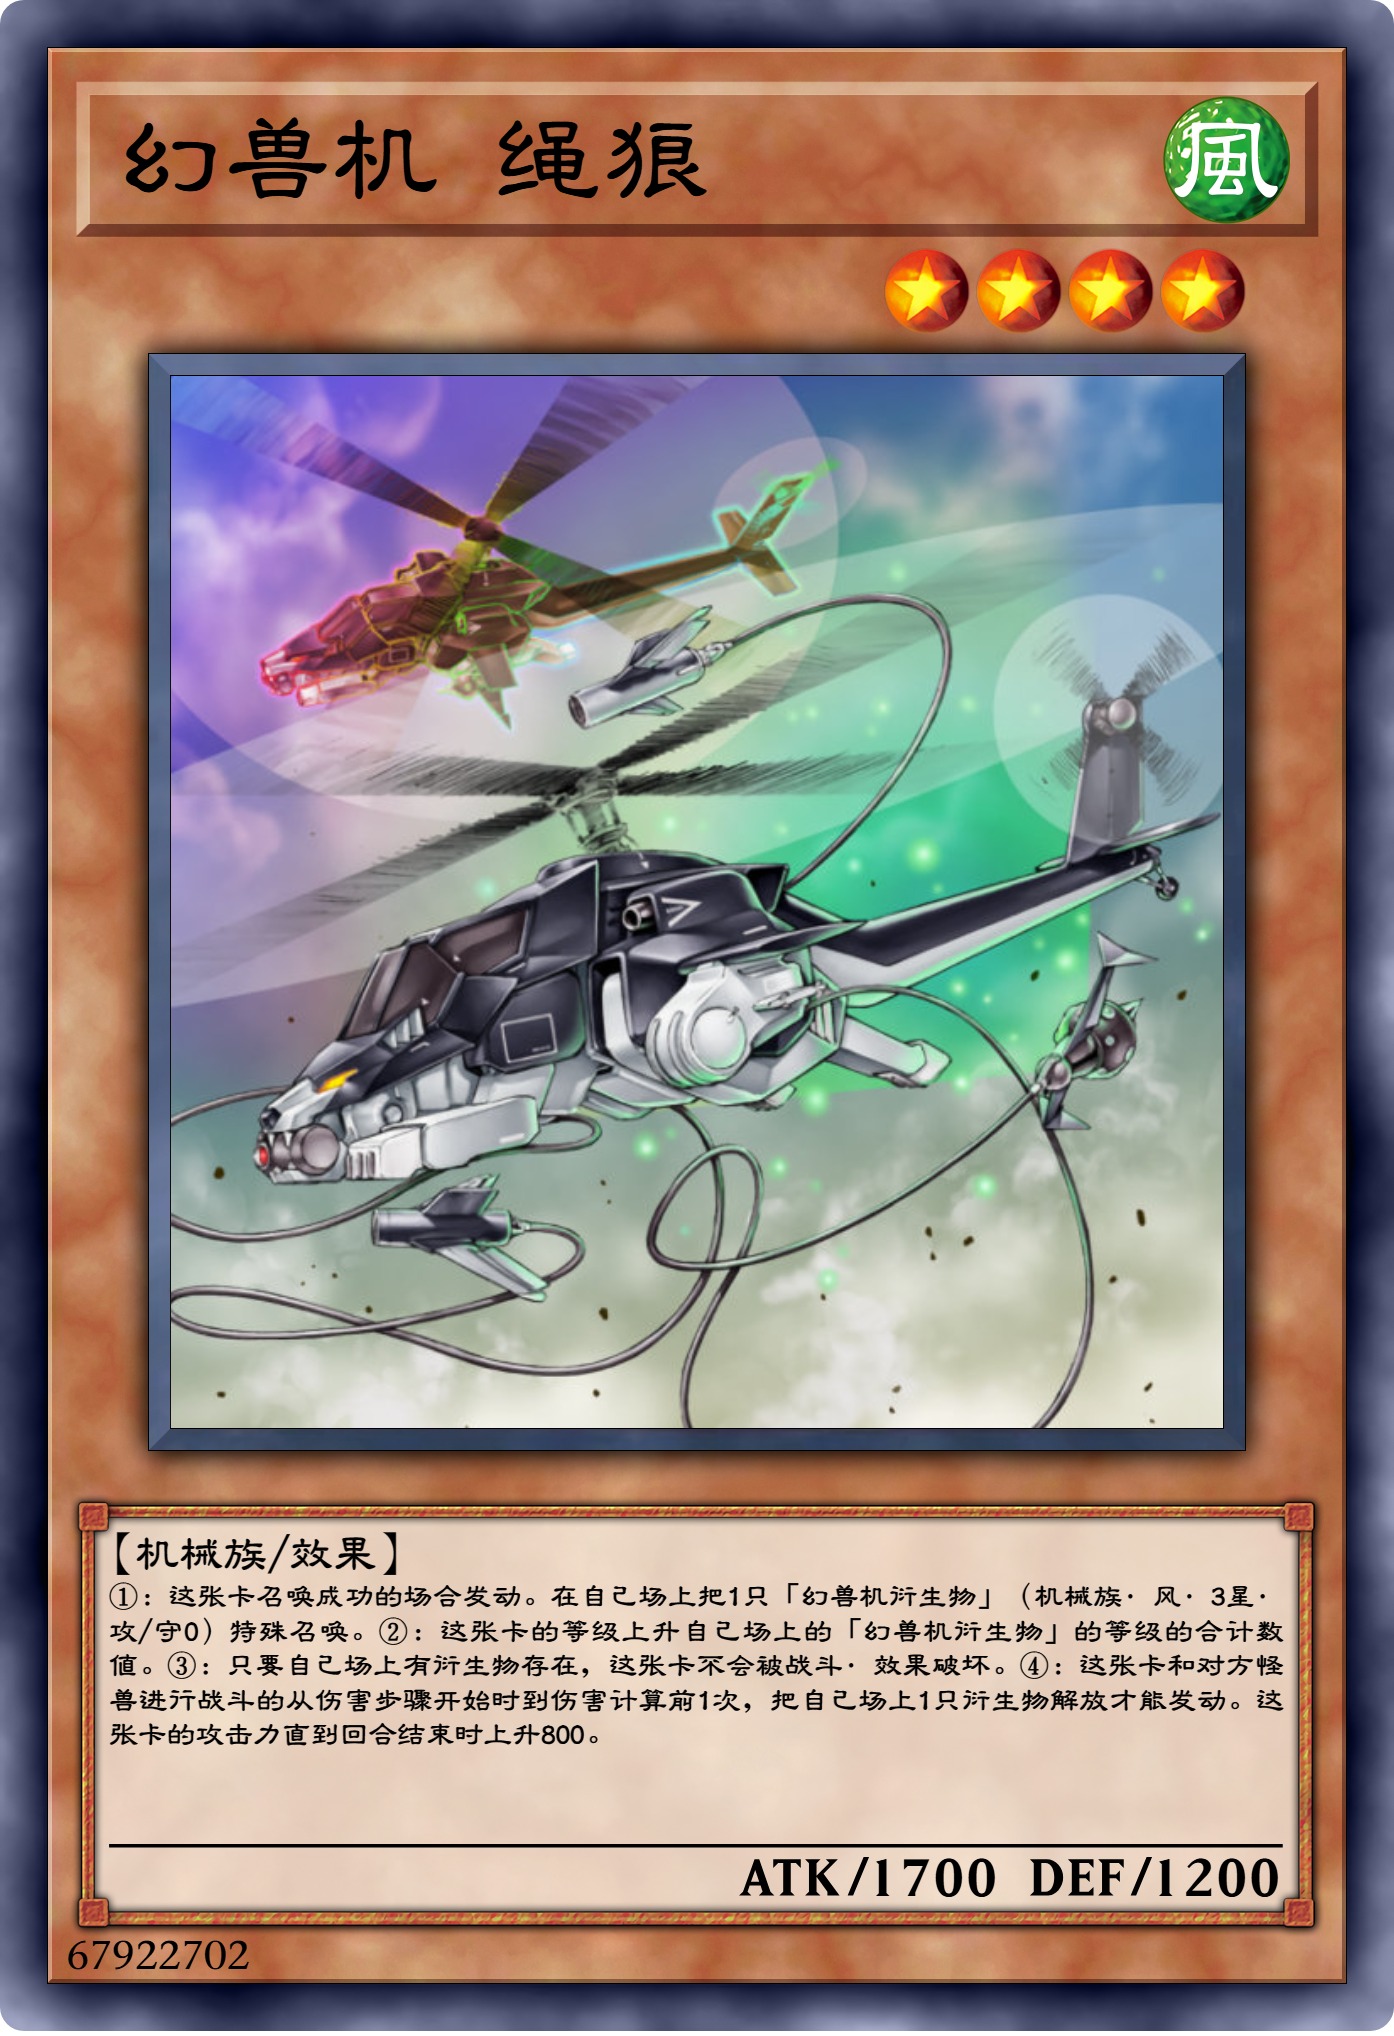 幻兽机 绳狼
風
【机械族/效果】
①：这张卡召唤成功的场合发动。在自己场上把1只「幻兽机衍生物」（机械族·风·3星·
攻/守0）特殊召唤。②：这张卡的等级上升自己场上的「幻兽机衍生物」的等级的合计数
值。③：只要自己场上有衍生物存在，这张卡不会被战斗·效果破坏。④：这张卡和对方怪
兽进行战斗的从伤害步骤开始时到伤害计算前1次，把自己场上1只衍生物解放才能发动。这
张卡的攻击力直到回合结束时上升800。
ATK/1700 DEF/1200
67922702